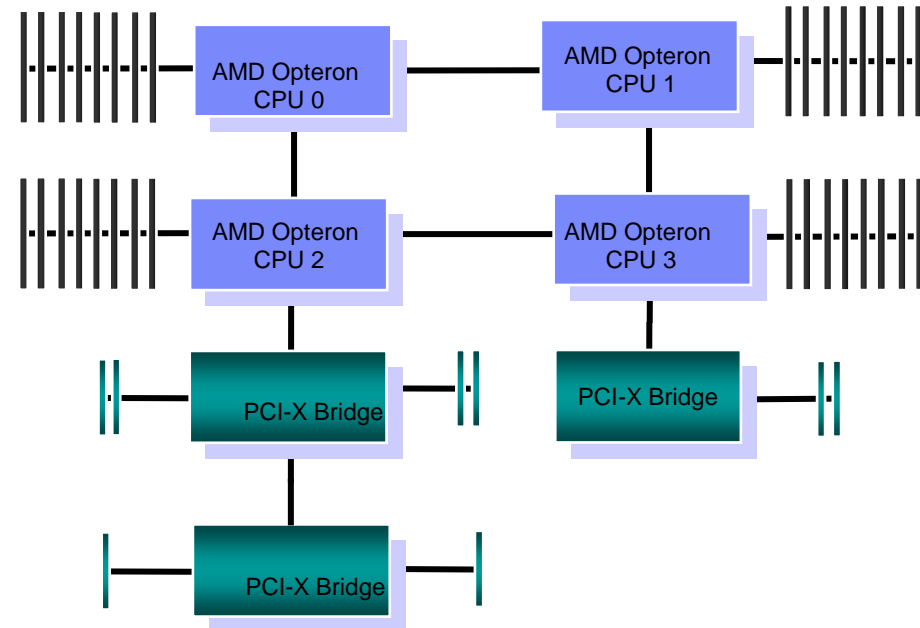 AMD Opteron
CPU 0
AMD Opteron
CPU 1
AMD Opteron
CPU 2
AMD Opteron
CPU 3
PCI-X Bridge
PCI-X Bridge
PCI-X Bridge